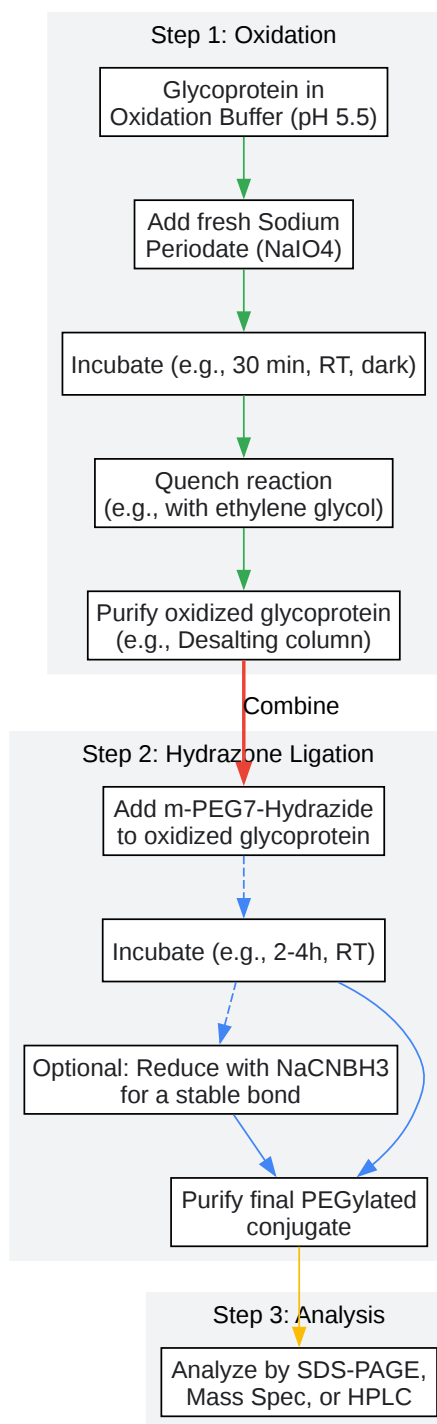 Step 1: Oxidation
Glycoprotein in
Oxidation Buffer (pH 5.5)
Add fresh Sodium
Periodate (NaIO4)
Incubate (e.g., 30 min, RT, dark)
Quench reaction
(e.g., with ethylene glycol)
Purify oxidized glycoprotein
(e.g., Desalting column)
Combine
Step 2: Hydrazone Ligation
Add m-PEG7-Hydrazide
to oxidized glycoprotein
Incubate (e.g., 2-4h, RT)
Optional: Reduce with NaCNBH3
for a stable bond
Purify final PEGylated
conjugate
Step 3: Analysis
Analyze by SDS-PAGE,
Mass Spec, or HPLC